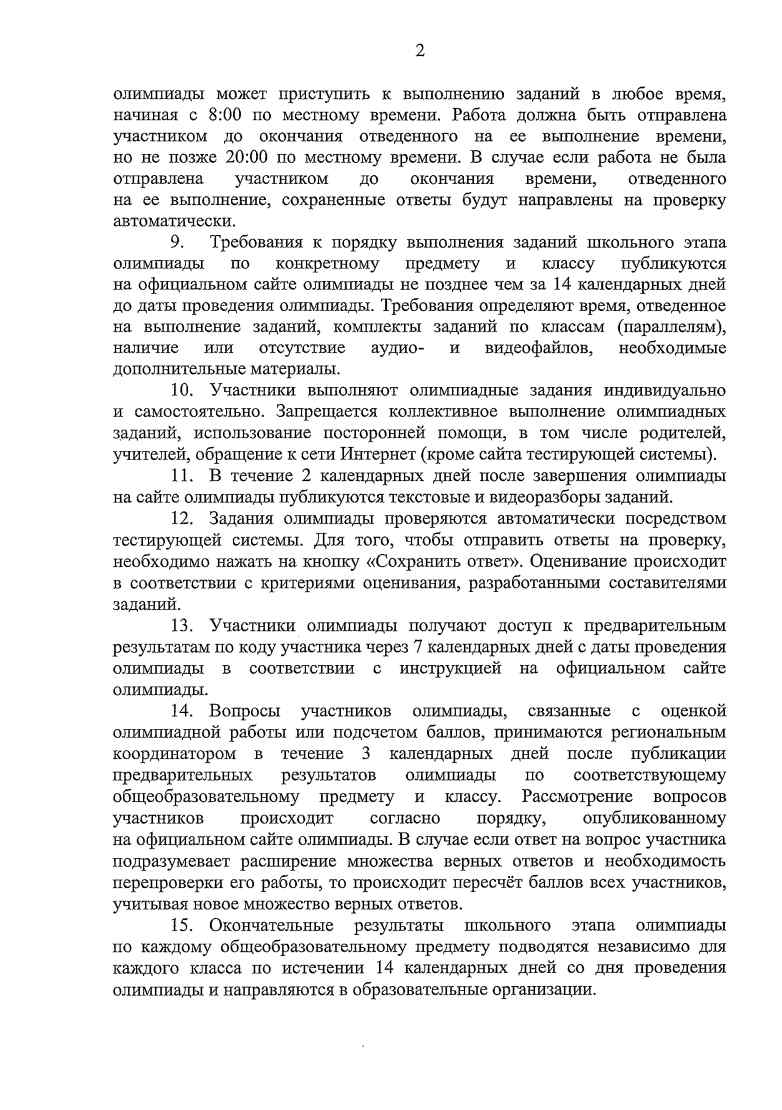 2
олимпиады может приступить к выполнению заданий в любое время,
начиная с 8:00 по местному времени. Работа должна быть отправлена
участником до окончания отведенного на ее выполнение времени,
но не позже 20:00 по местному времени. В случае если работа не была
отправлена участником до окончания времени, отведенного
на ее выполнение, сохраненные ответы будут направлены на проверку
автоматически.
9. Требования к порядку выполнения заданий школьного этапа
олимпиады по конкретному предмету и классу публикуются
на официальном сайте олимпиады не позднее чем за 14 календарных дней
до даты проведения олимпиады. Требования определяют время, отведенное
на выполнение заданий, комплекты заданий по классам (параллелям),
наличие или отсутствие аудио- и видеофайлов, необходимые
дополнительные материалы.
10. Участники выполняют олимпиадные задания индивидуально
и самостоятельно. Запрещается коллективное выполнение олимпиадных
заданий, использование посторонней помощи, в том числе родителей,
учителей, обращение к сети Интернет (кроме сайта тестирующей системы).
11. В течение 2 календарных дней после завершения олимпиады
на сайте олимпиады публикуются текстовые и видеоразборы заданий.
12. Задания олимпиады проверяются автоматически посредством
тестирующей системы. Для того, чтобы отправить ответы на проверку,
необходимо нажать на кнопку «Сохранить ответ». Оценивание происходит
в соответствии с критериями оценивания, разработанными составителями
заданий.
13. Участники олимпиады получают доступ к предварительным
результатам по коду участника через 7 календарных дней с даты проведения
олимпиады в соответствии с инструкцией на официальном сайте
олимпиады.
14. Вопросы участников олимпиады, связанные с оценкой
олимпиадной работы или подсчетом баллов, принимаются региональным
координатором в течение 3 календарных дней после публикации
предварительных результатов олимпиады по соответствующему
общеобразовательному предмету и классу. Рассмотрение вопросов
участников происходит согласно порядку, опубликованному
на официальном сайте олимпиады. В случае если ответ на вопрос участника
подразумевает расширение множества верных ответов и необходимость
перепроверки его работы, то происходит пересчёт баллов всех участников,
учитывая новое множество верных ответов.
15. Окончательные результаты школьного этапа олимпиады
по каждому общеобразовательному предмету подводятся независимо для
каждого класса по истечении 14 календарных дней со дня проведения
олимпиады и направляются в образовательные организации.